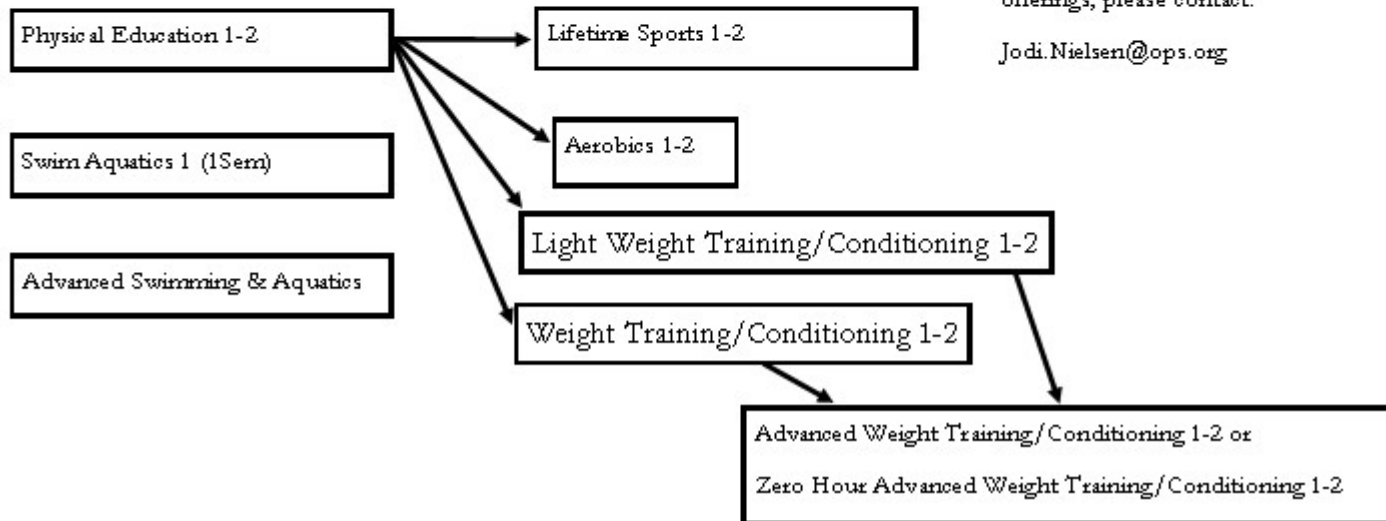 offerings, please contact:
Jodi.Nielsen@ops.org
Physical Education 1-2
Lifetime Sports 1-2
Swim Aquatics 1 (1Sem)
Aerobics 1-2
Light Weight Training/Conditioning 1-2
Advanced Swimming & Aquatics
Weight Training/Conditioning 1-2
Advanced Weight Training/Conditioning 1-2 or
Zero Hour Advanced Weight Training/Conditioning 1-2